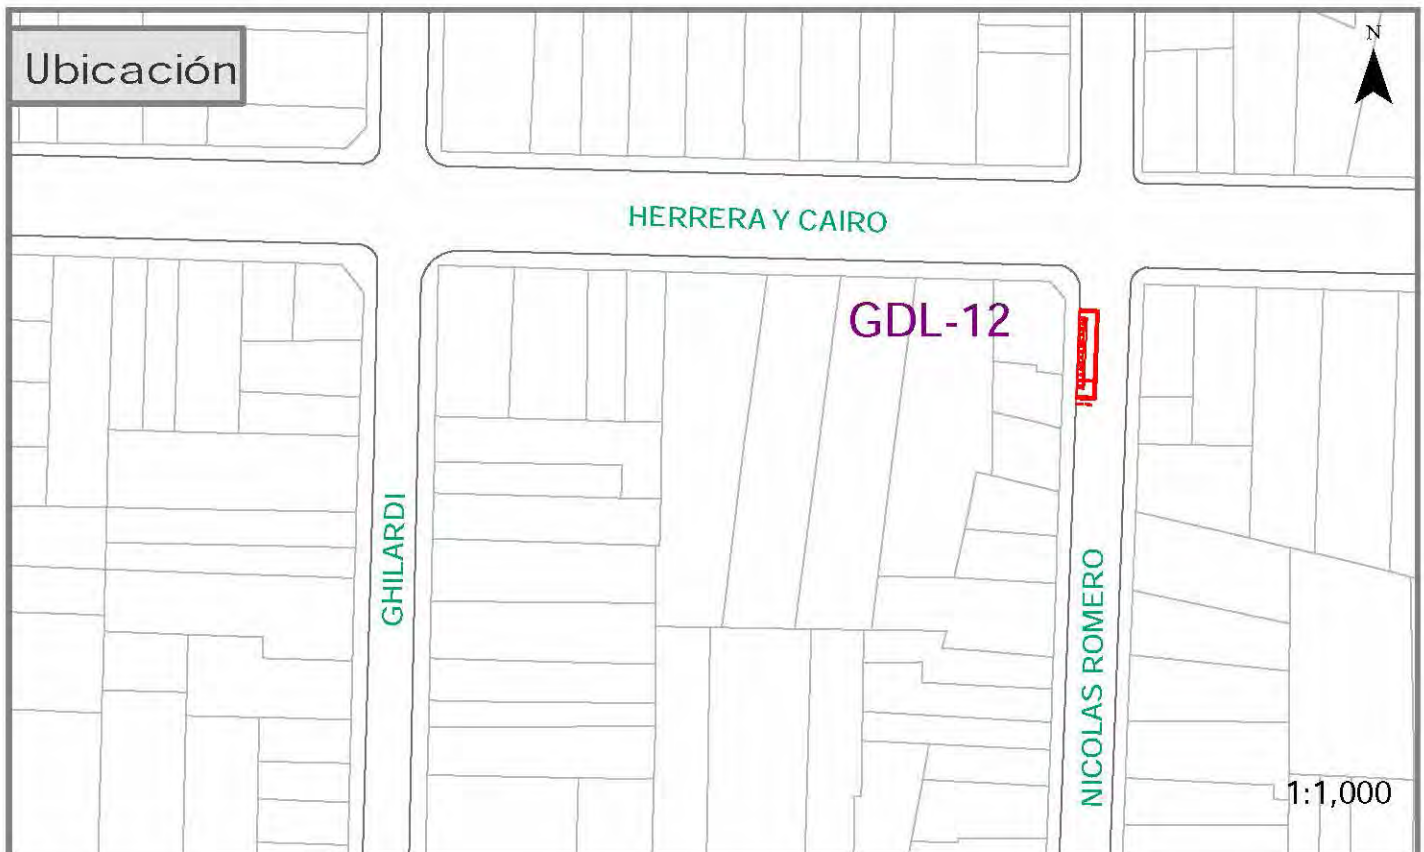 Ubicación
N
HERRERA Y CAIRO
GDL-12
GHILARDI
NICOLAS ROMERO
1:1,000